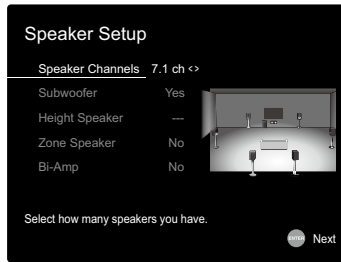 Speaker Setup
Speaker Channels 7.1 ch <>
Subwoofer Yes
Height Speaker ---
Zone Speaker No
Bi-Amp No
Select how many speakers you have.
ENTER Next